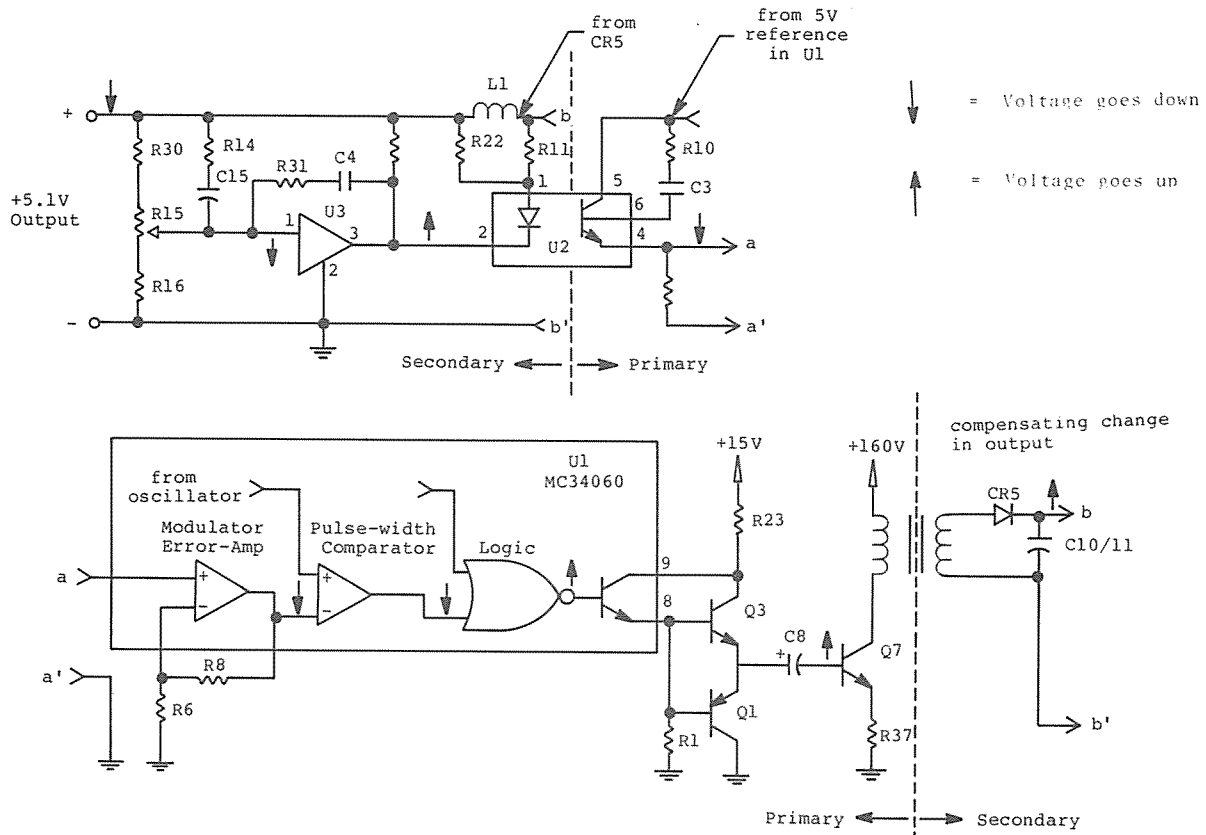 from
CR5
from 5V
reference
in U1
L1
+
b
R30
R14
R31
C4
R22
R11
R10
C15
C3
1
5
6
= Voltage goes down
= Voltage goes up
+5.1V
Output
R15
1
U3
3
2
2
U2
4
a
R16
-
b'
a'
Secondary
Primary
from
oscillator
U1
MC34060
+15V
+160V
compensating change
in output
Modulator
Error-Amp
Pulse-width
Comparator
Logic
R23
CR5
b
C10/11
a
+
-
+
-
9
8
Q3
C8
+
Q7
a'
R8
R6
R1
Q1
R37
b'
Primary
Secondary